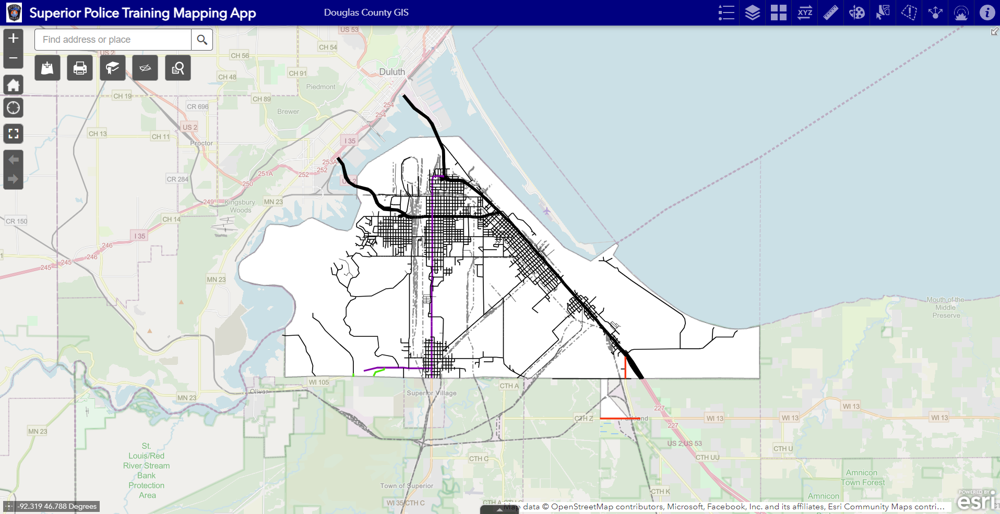 Superior Police Training Mapping App
Douglas County GIS
XYZ
+
Find address or place
−
US 53
CH 54
CH 56
US 2
CH 91
Duluth
CH 48
Piedmont
CH 19
CH 89
CR 696
254
254
Brewer
US 2
CH 13
CH 11
Proctor
I 35
253A
CR 284
251A
252
252
250
249
Kingsbury
Woods
MN 23
CR 150
CH 14
I 35
246
246
245
245
MN 23
Mouth of the
Middle
Preserve
WI 105
Oliver
MN 23
Superior Village
CTH A
CTH Z
Parkland
227
227
WI 13
WI 13
WI 13
WI 13
MN 23
US 2;US 53
CTH U
CTH UU
CTH C
St.
Louis/Red
River Stream
Bank
Protection
Area
Amnicon
Town Forest
Town of Superior
CTH K
Amnicon
WI 35
CTH C
CTH A
-92.319 46.788 Degrees
Map data © OpenStreetMap contributors, Microsoft, Facebook, Inc. and its affiliates, Esri Community Maps contri...
POWERED BY
esri